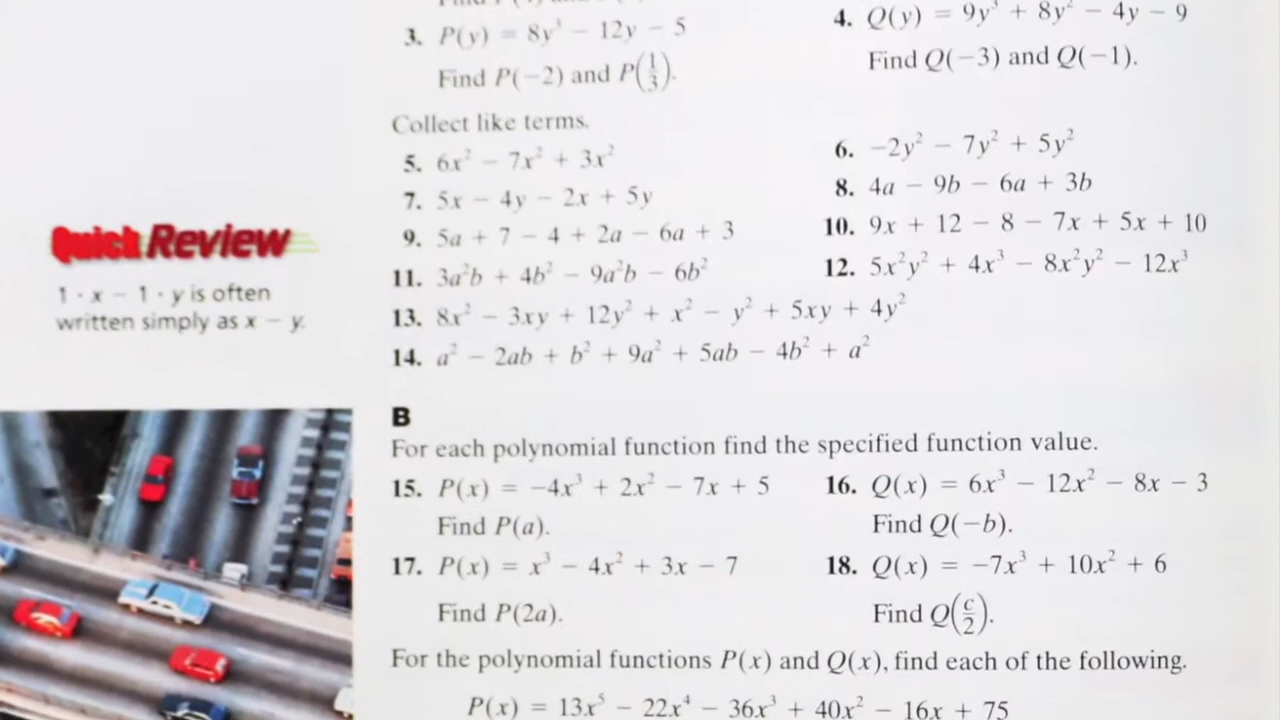 3. P(y) = 8y³ − 12y − 5
Find P(−2) and P(1/3).
4. Q(y) = 9y³ + 8y² − 4y − 9
Find Q(−3) and Q(−1).
Collect like terms.
5. 6x² − 7x² + 3x²
6. −2y² − 7y² + 5y²
7. 5x − 4y − 2x + 5y
8. 4a − 9b − 6a + 3b
9. 5a + 7 − 4 + 2a − 6a + 3
10. 9x + 12 − 8 − 7x + 5x + 10
11. 3a²b + 4b² − 9a²b − 6b²
12. 5x²y² + 4x³ − 8x²y² − 12x³
13. 8x² − 3xy + 12y² + x² − y² + 5xy + 4y²
14. a² − 2ab + b² + 9a² + 5ab − 4b² + a²
Quick Review
1 · x − 1 · y is often
written simply as x − y.
B
For each polynomial function find the specified function value.
15. P(x) = −4x³ + 2x² − 7x + 5
Find P(a).
16. Q(x) = 6x³ − 12x² − 8x − 3
Find Q(−b).
17. P(x) = x³ − 4x² + 3x − 7
Find P(2a).
18. Q(x) = −7x³ + 10x² + 6
Find Q(c/2).
For the polynomial functions P(x) and Q(x), find each of the following.
P(x) = 13x⁵ − 22x⁴ − 36x³ + 40x² − 16x + 75